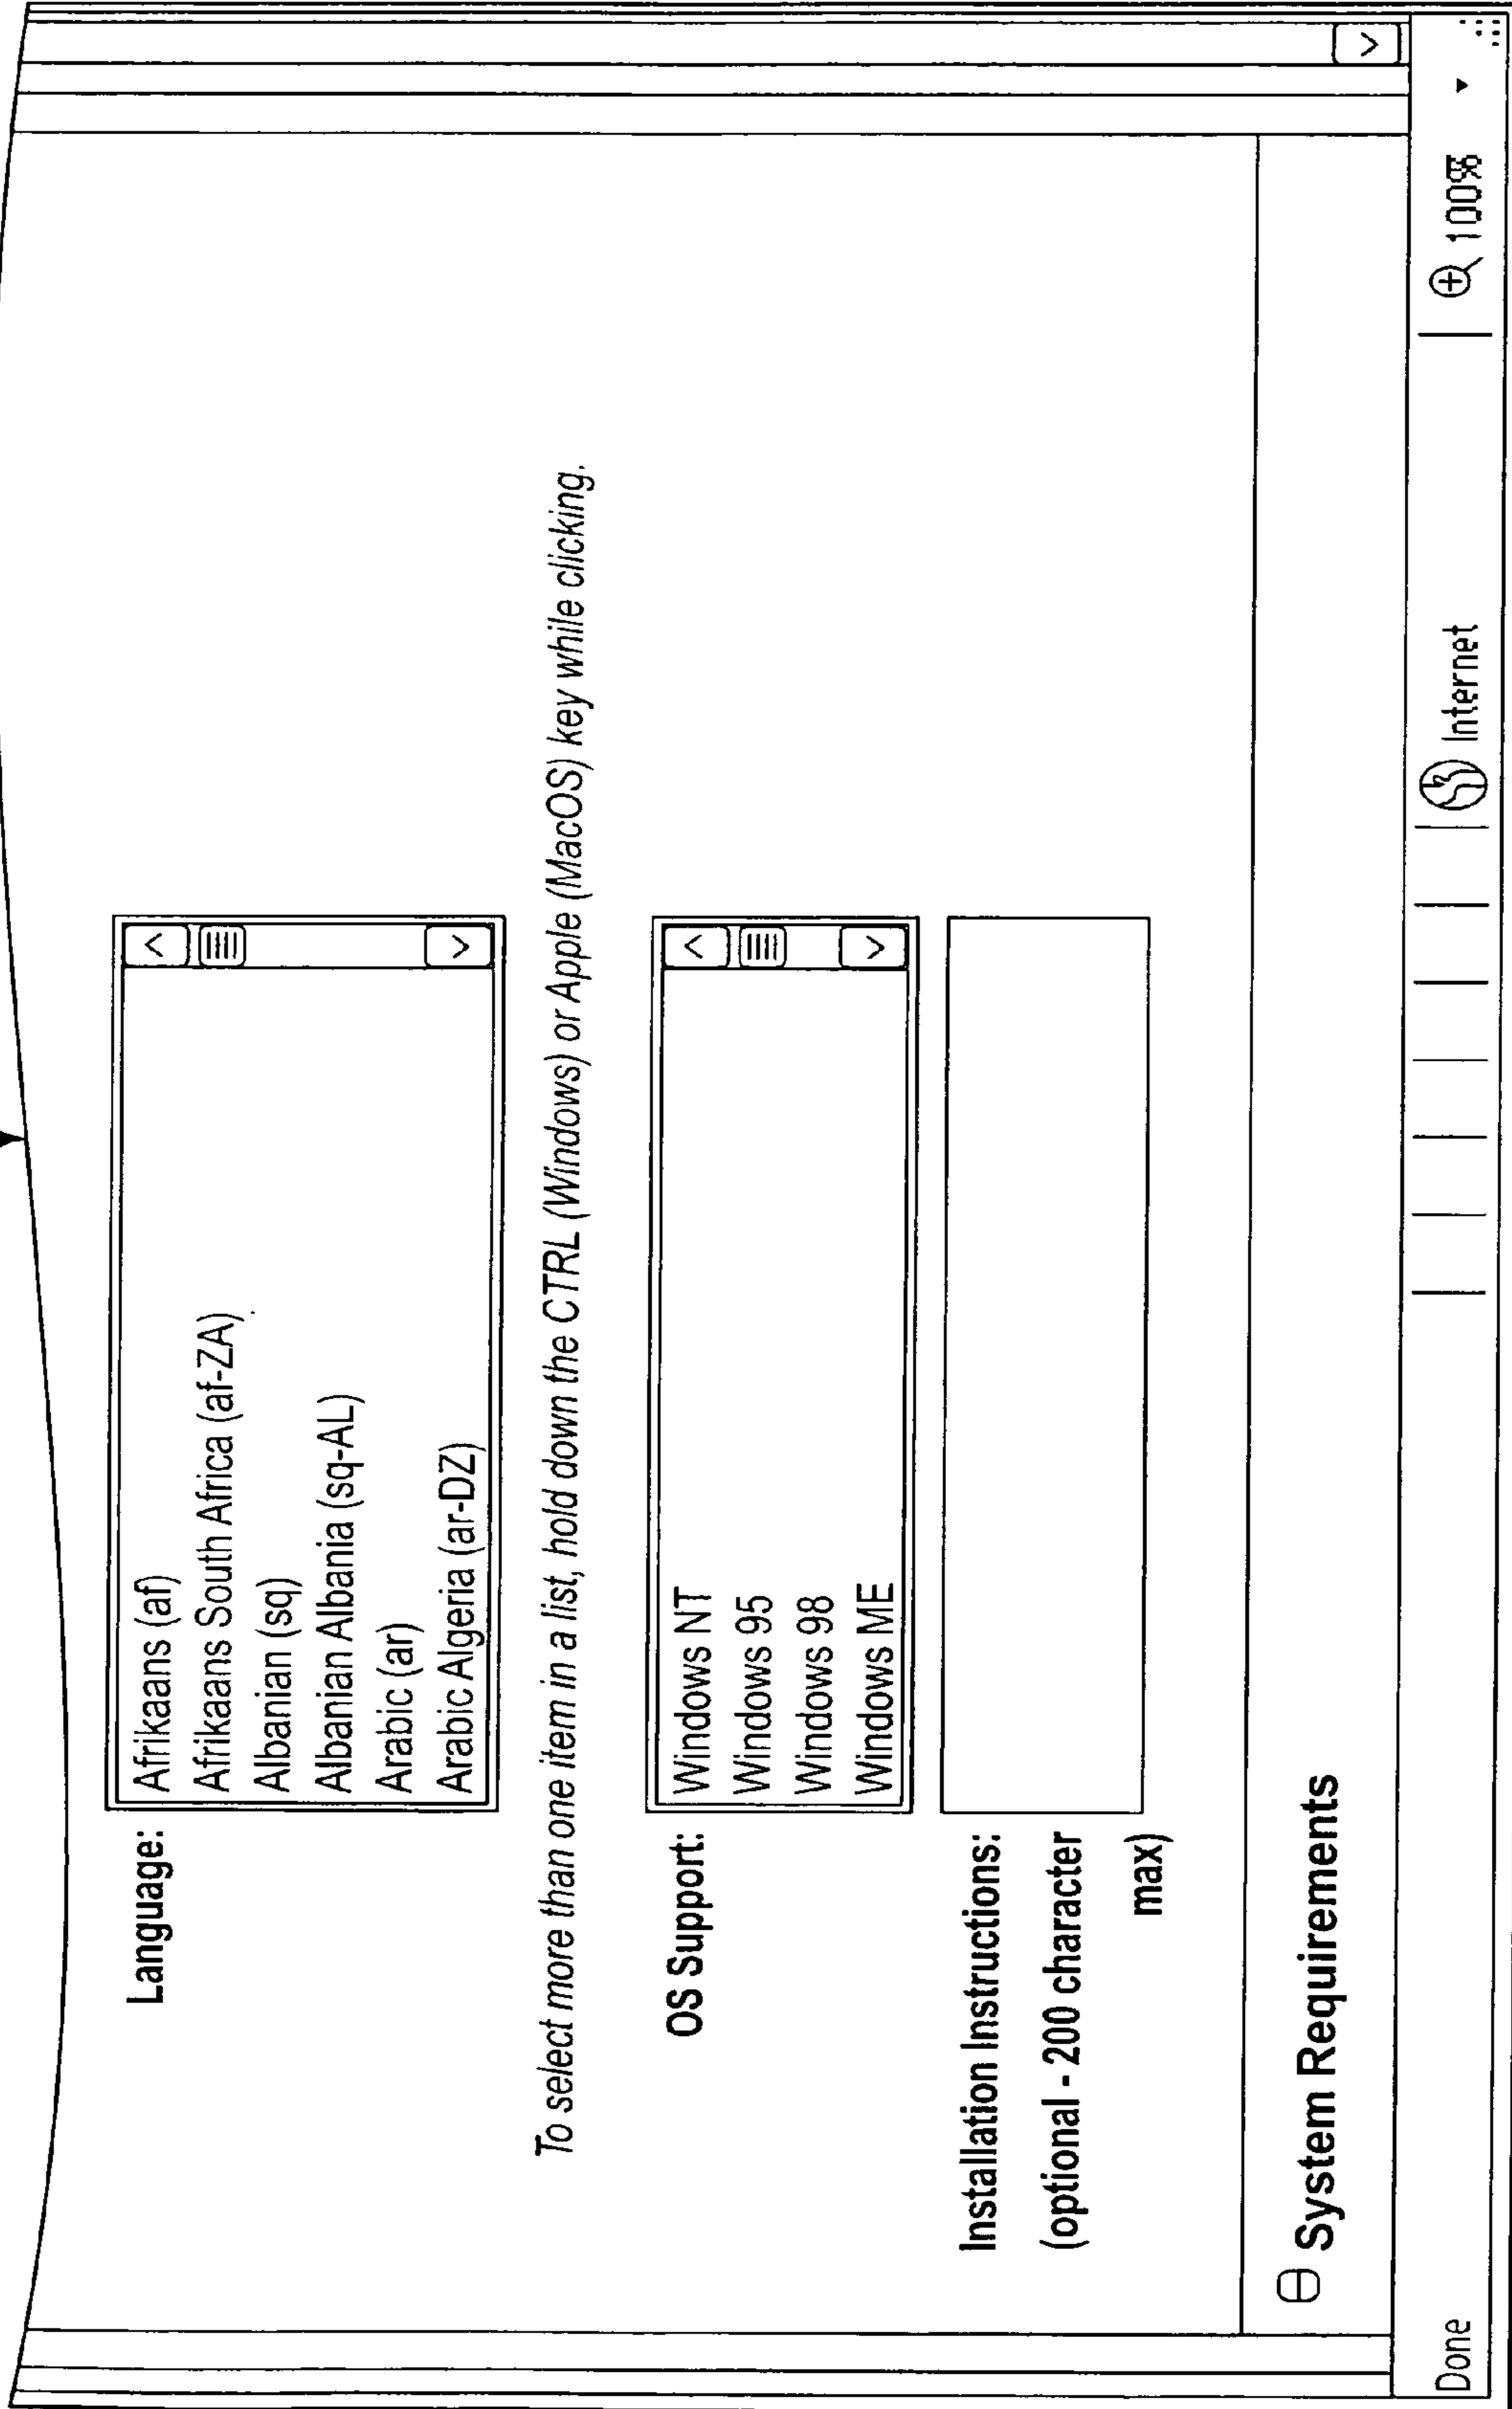 Language:
Afrikaans (af)
Afrikaans South Africa (af-ZA)
Albanian (sq)
Albanian Albania (sq-AL)
Arabic (ar)
Arabic Algeria (ar-DZ)
To select more than one item in a list, hold down the CTRL (Windows) or Apple (MacOS) key while clicking.
OS Support:
Windows NT
Windows 95
Windows 98
Windows ME
Installation Instructions:
(optional - 200 character
max)
System Requirements
Done
Internet
100%